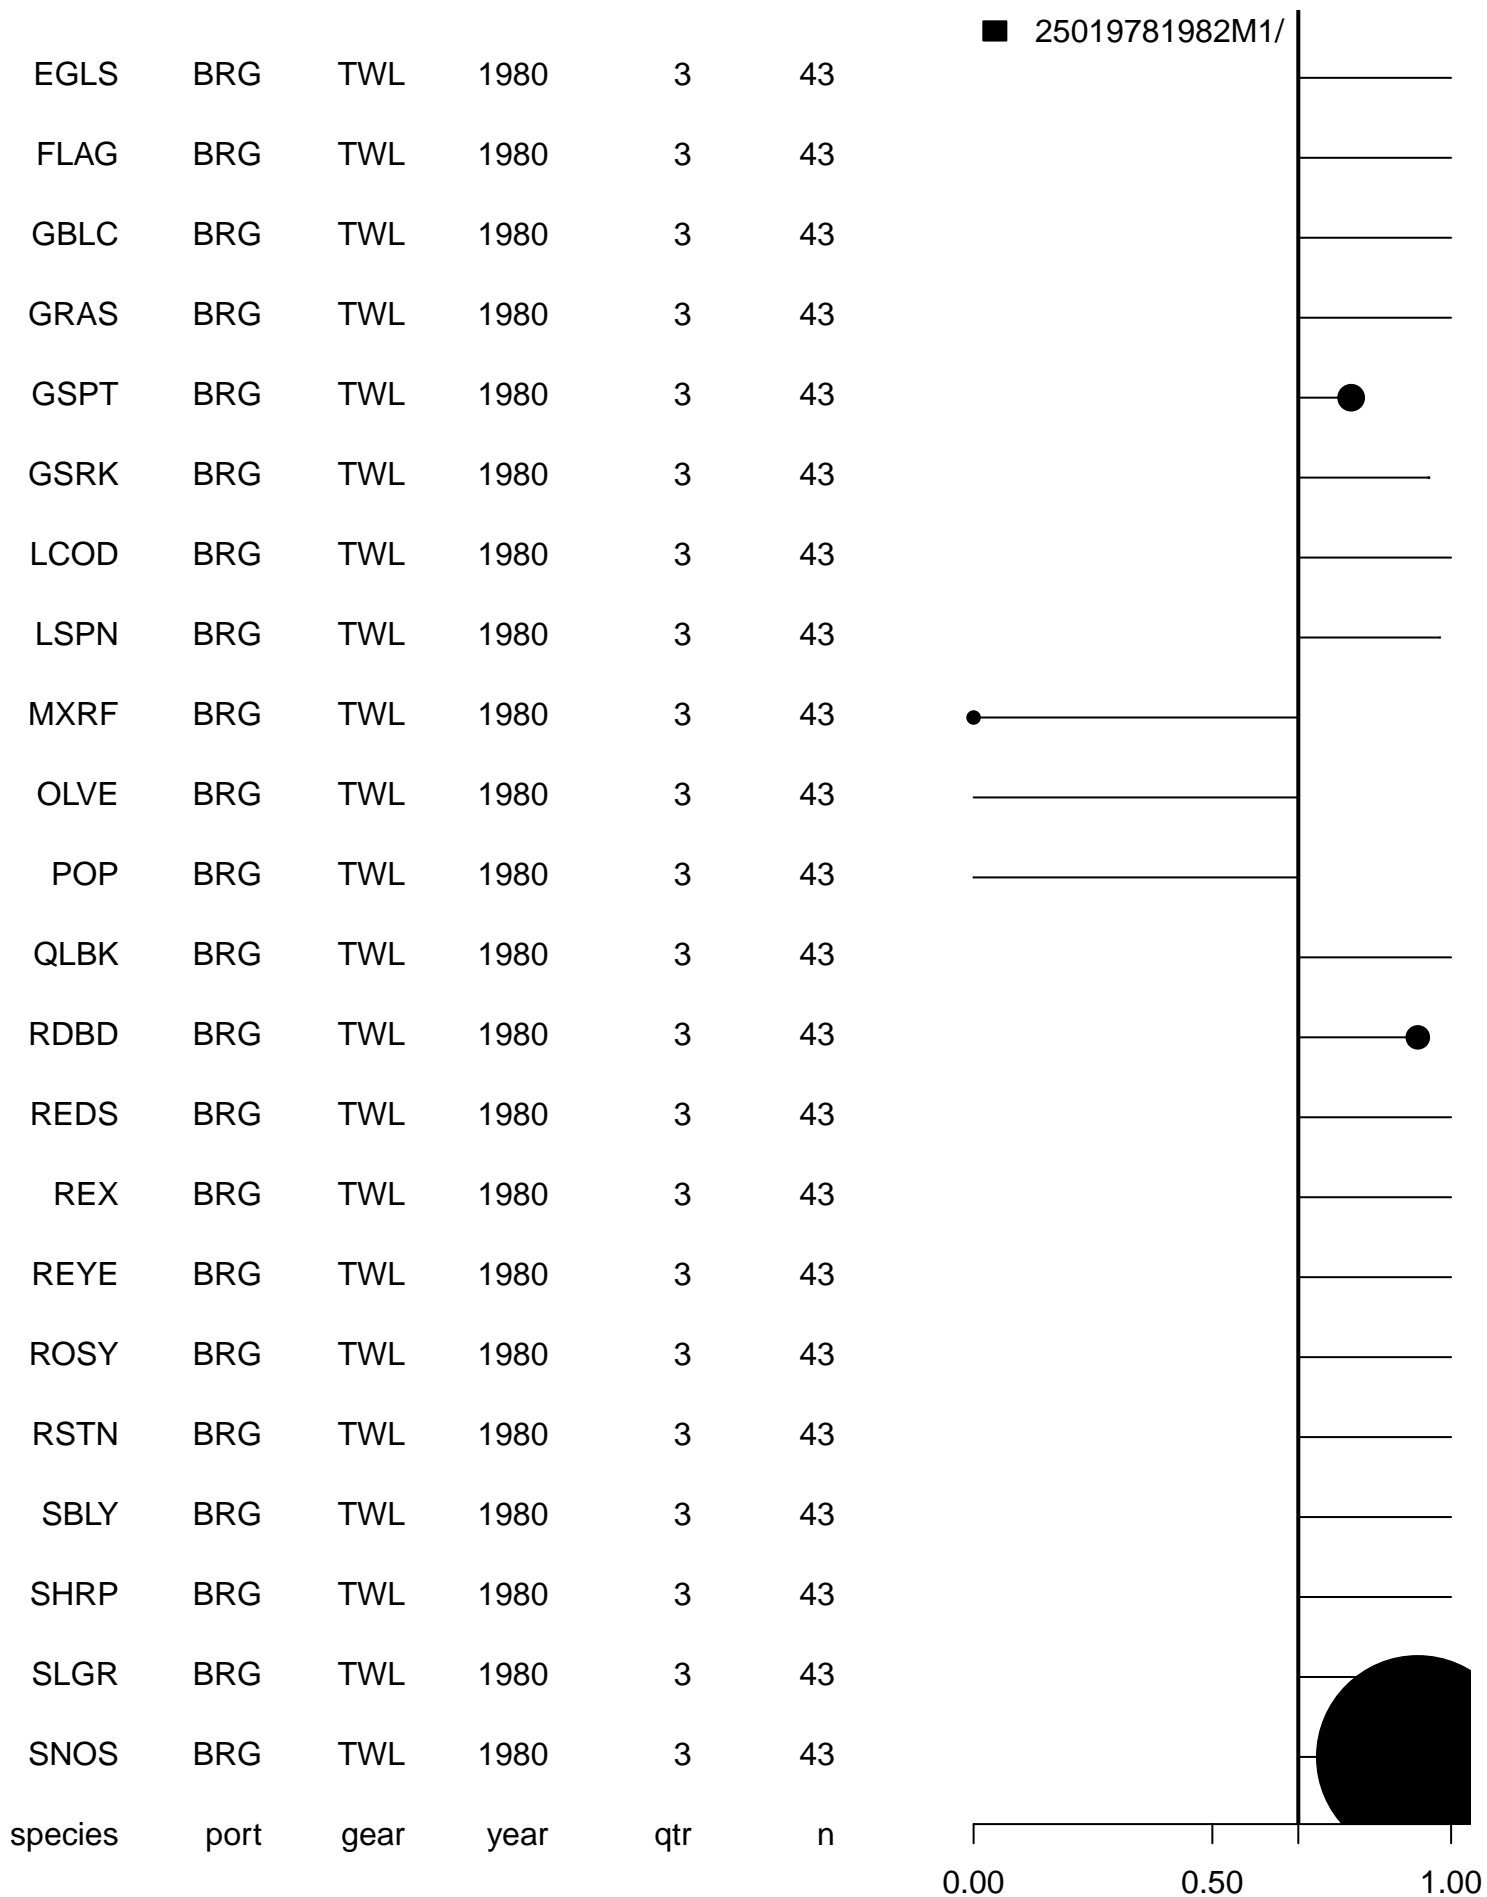 25019781982M1/
EGLS BRG TWL 1980 3 43
FLAG BRG TWL 1980 3 43
GBLC BRG TWL 1980 3 43
GRAS BRG TWL 1980 3 43
GSPT BRG TWL 1980 3 43
GSRK BRG TWL 1980 3 43
LCOD BRG TWL 1980 3 43
LSPN BRG TWL 1980 3 43
MXRF BRG TWL 1980 3 43
OLVE BRG TWL 1980 3 43
POP BRG TWL 1980 3 43
QLBK BRG TWL 1980 3 43
RDBD BRG TWL 1980 3 43
REDS BRG TWL 1980 3 43
REX BRG TWL 1980 3 43
REYE BRG TWL 1980 3 43
ROSY BRG TWL 1980 3 43
RSTN BRG TWL 1980 3 43
SBLY BRG TWL 1980 3 43
SHRP BRG TWL 1980 3 43
SLGR BRG TWL 1980 3 43
SNOS BRG TWL 1980 3 43
species port gear year qtr n
0.00 0.50 1.00